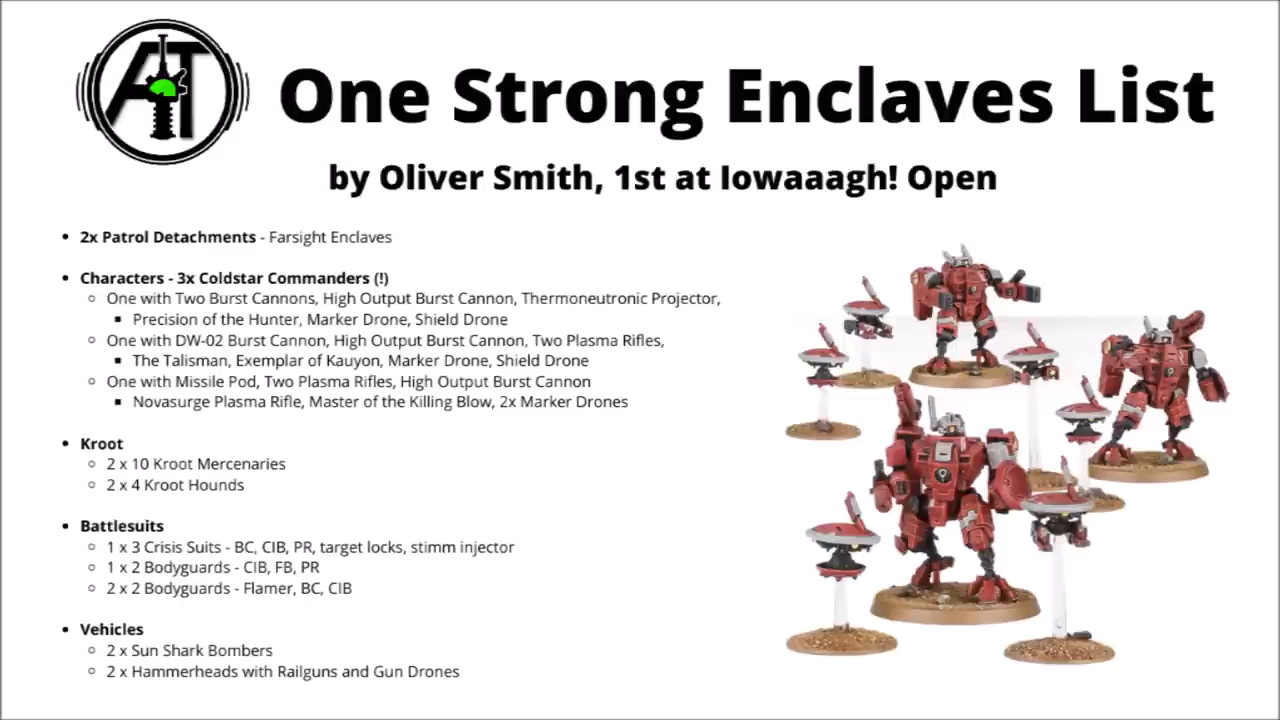 AT
One Strong Enclaves List
by Oliver Smith, 1st at Iowaaagh! Open
• 2x Patrol Detachments - Farsight Enclaves
• Characters - 3x Coldstar Commanders (!)
○ One with Two Burst Cannons, High Output Burst Cannon, Thermoneutronic Projector,
▪ Precision of the Hunter, Marker Drone, Shield Drone
○ One with DW-02 Burst Cannon, High Output Burst Cannon, Two Plasma Rifles,
▪ The Talisman, Exemplar of Kauyon, Marker Drone, Shield Drone
○ One with Missile Pod, Two Plasma Rifles, High Output Burst Cannon
▪ Novasurge Plasma Rifle, Master of the Killing Blow, 2x Marker Drones
• Kroot
○ 2 x 10 Kroot Mercenaries
○ 2 x 4 Kroot Hounds
• Battlesuits
○ 1 x 3 Crisis Suits - BC, CIB, PR, target locks, stimm injector
○ 1 x 2 Bodyguards - CIB, FB, PR
○ 2 x 2 Bodyguards - Flamer, BC, CIB
• Vehicles
○ 2 x Sun Shark Bombers
○ 2 x Hammerheads with Railguns and Gun Drones